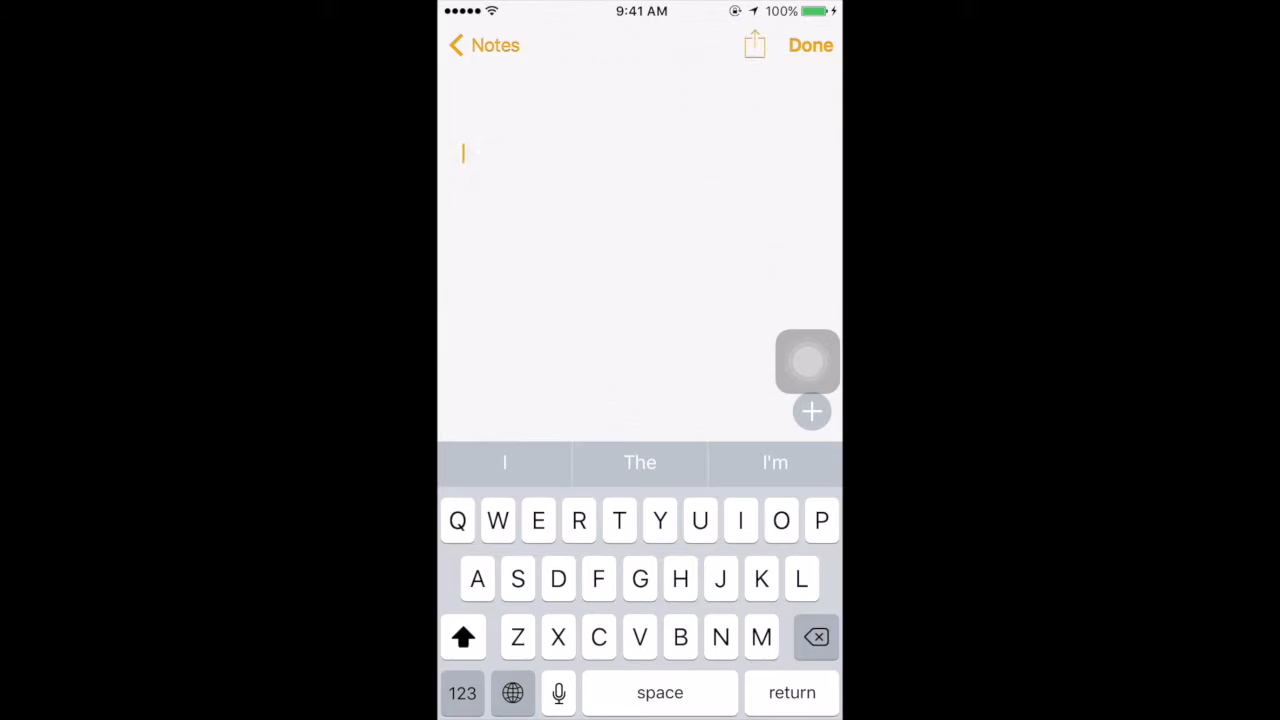 9:41 AM 100%
Notes Done
I The I'm
Q W E R T Y U I O P
A S D F G H J K L
Z X C V B N M
123 space return